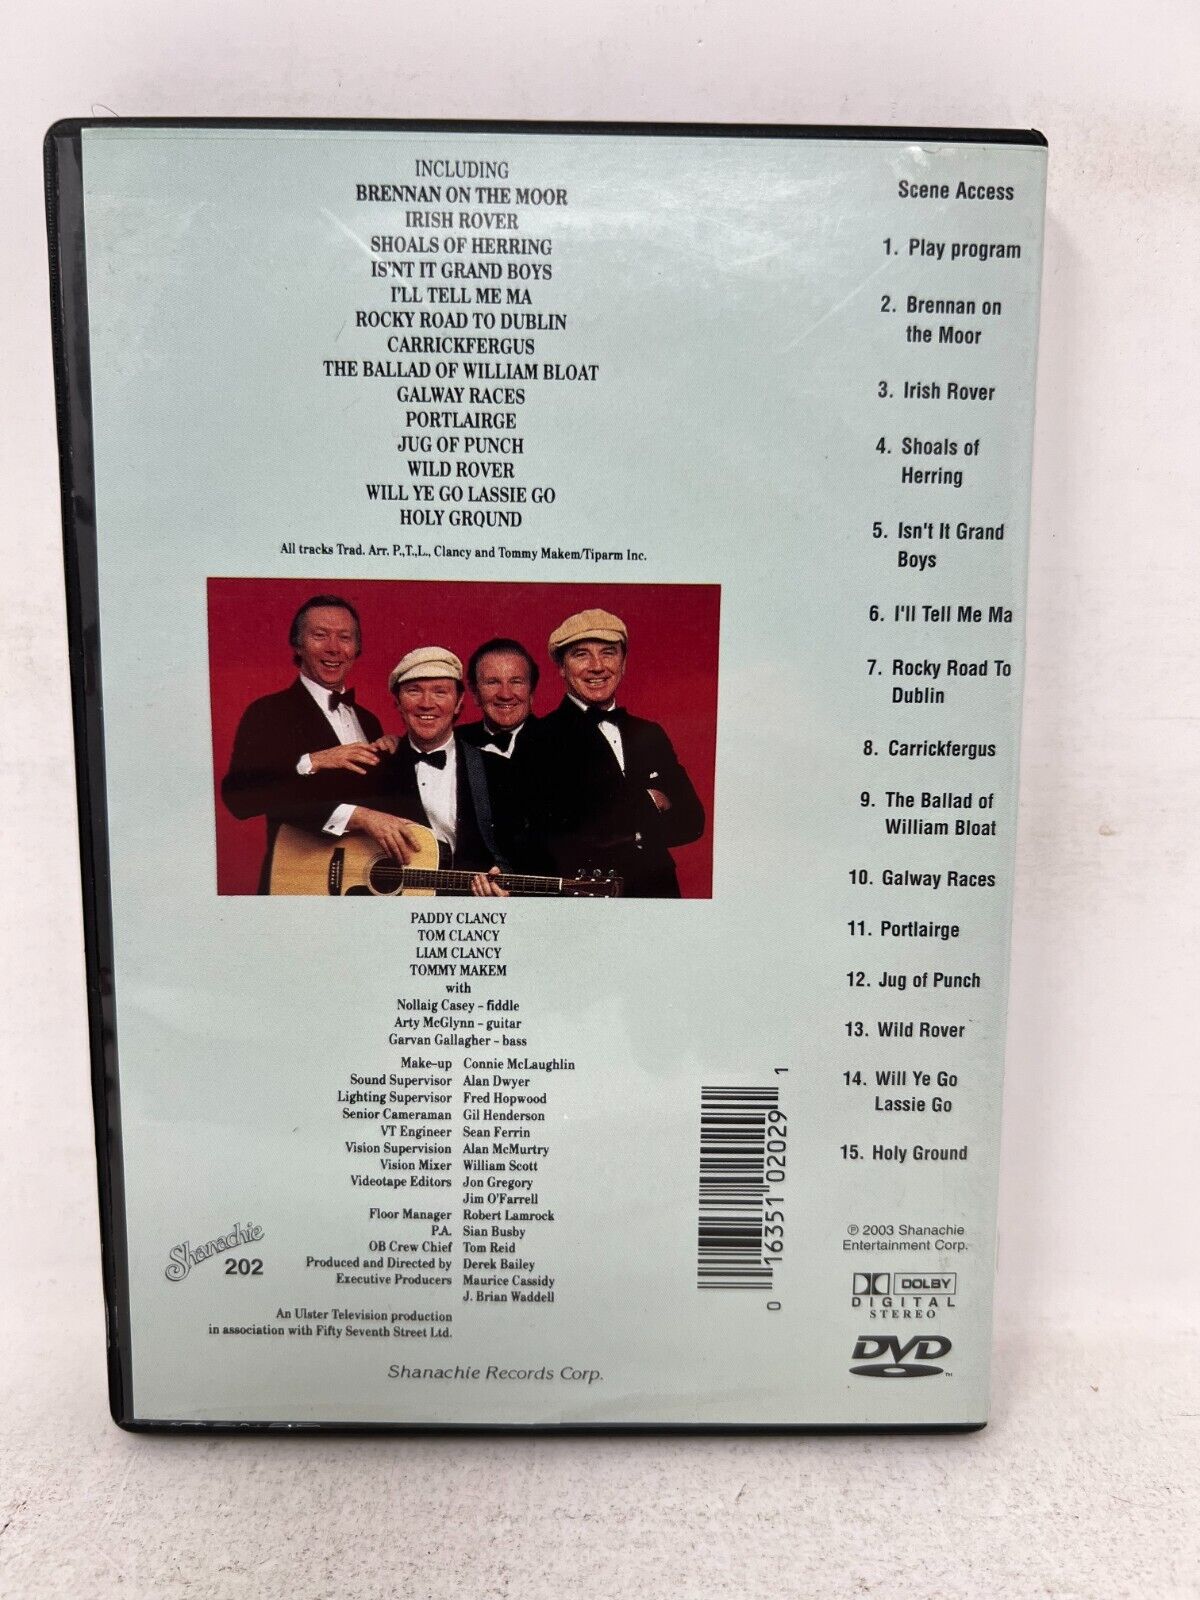 INCLUDING
BRENNAN ON THE MOOR
IRISH ROVER
SHOALS OF HERRING
IS'NT IT GRAND BOYS
I'LL TELL ME MA
ROCKY ROAD TO DUBLIN
CARRICKFERGUS
THE BALLAD OF WILLIAM BLOAT
GALWAY RACES
PORTLAIRGE
JUG OF PUNCH
WILD ROVER
WILL YE GO LASSIE GO
HOLY GROUND
All tracks Trad. Arr. P.,T.,L., Clancy and Tommy Makem/Tiparm Inc.
PADDY CLANCY
TOM CLANCY
LIAM CLANCY
TOMMY MAKEM
with
Nollaig Casey – fiddle
Arty McGlynn – guitar
Garvan Gallagher – bass
Make–up Connie McLaughlin
Sound Supervisor Alan Dwyer
Lighting Supervisor Fred Hopwood
Senior Cameraman Gil Henderson
VT Engineer Sean Ferrin
Vision Supervision Alan McMurtry
Vision Mixer William Scott
Videotape Editors Jon Gregory
Jim O'Farrell
Floor Manager Robert Lamrock
P.A. Sian Busby
OB Crew Chief Tom Reid
Produced and Directed by Derek Bailey
Executive Producers Maurice Cassidy
J. Brian Waddell
An Ulster Television production
in association with Fifty Seventh Street Ltd.
Shanachie
202
Shanachie Records Corp.
Scene Access
1. Play program
2. Brennan on
the Moor
3. Irish Rover
4. Shoals of
Herring
5. Isn't It Grand
Boys
6. I'll Tell Me Ma
7. Rocky Road To
Dublin
8. Carrickfergus
9. The Ballad of
William Bloat
10. Galway Races
11. Portlairge
12. Jug of Punch
13. Wild Rover
14. Will Ye Go
Lassie Go
15. Holy Ground
0 16351 02029 1
℗ 2003 Shanachie
Entertainment Corp.
DOLBY
DIGITAL
STEREO
DVD
TM